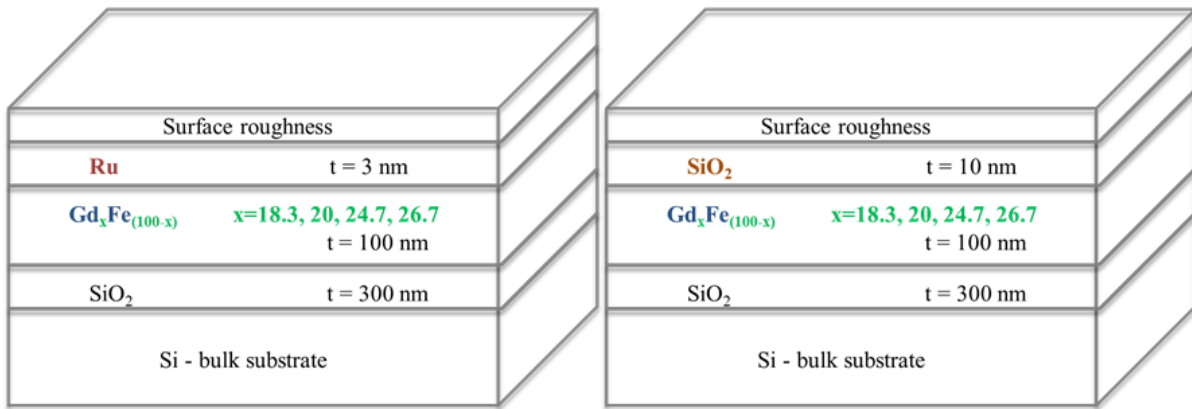 Surface roughness
Ru t = 3 nm
GdₓFe₍₁₀₀₋ₓ₎ x=18.3, 20, 24.7, 26.7
t = 100 nm
SiO₂ t = 300 nm
Si - bulk substrate
Surface roughness
SiO₂ t = 10 nm
GdₓFe₍₁₀₀₋ₓ₎ x=18.3, 20, 24.7, 26.7
t = 100 nm
SiO₂ t = 300 nm
Si - bulk substrate